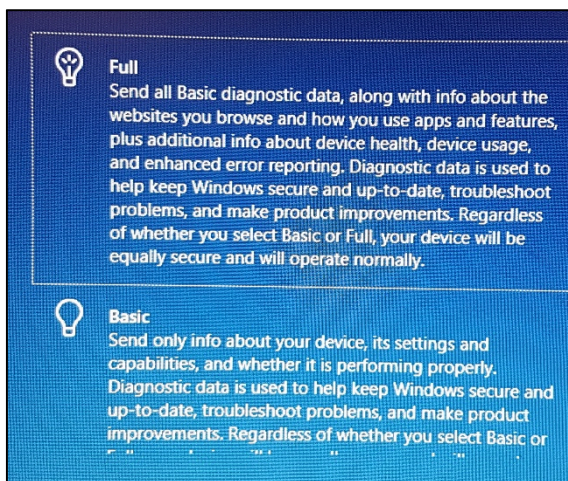 Full
Send all Basic diagnostic data, along with info about the
websites you browse and how you use apps and features,
plus additional info about device health, device usage,
and enhanced error reporting. Diagnostic data is used to
help keep Windows secure and up-to-date, troubleshoot
problems, and make product improvements. Regardless
of whether you select Basic or Full, your device will be
equally secure and will operate normally.
Basic
Send only info about your device, its settings and
capabilities, and whether it is performing properly.
Diagnostic data is used to help keep Windows secure and
up-to-date, troubleshoot problems, and make product
improvements. Regardless of whether you select Basic or